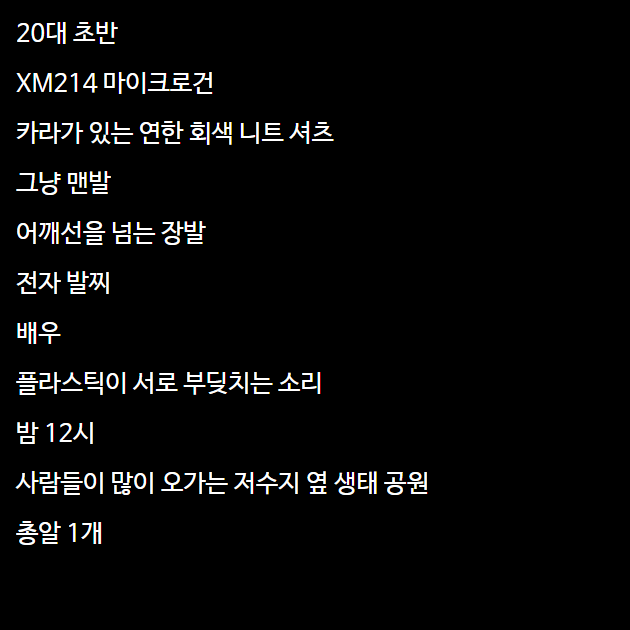 20대 초반
XM214 마이크로건
카라가 있는 연한 회색 니트 셔츠
그냥 맨발
어깨선을 넘는 장발
전자 발찌
배우
플라스틱이 서로 부딪치는 소리
밤 12시
사람들이 많이 오가는 저수지 옆 생태 공원
총알 1개